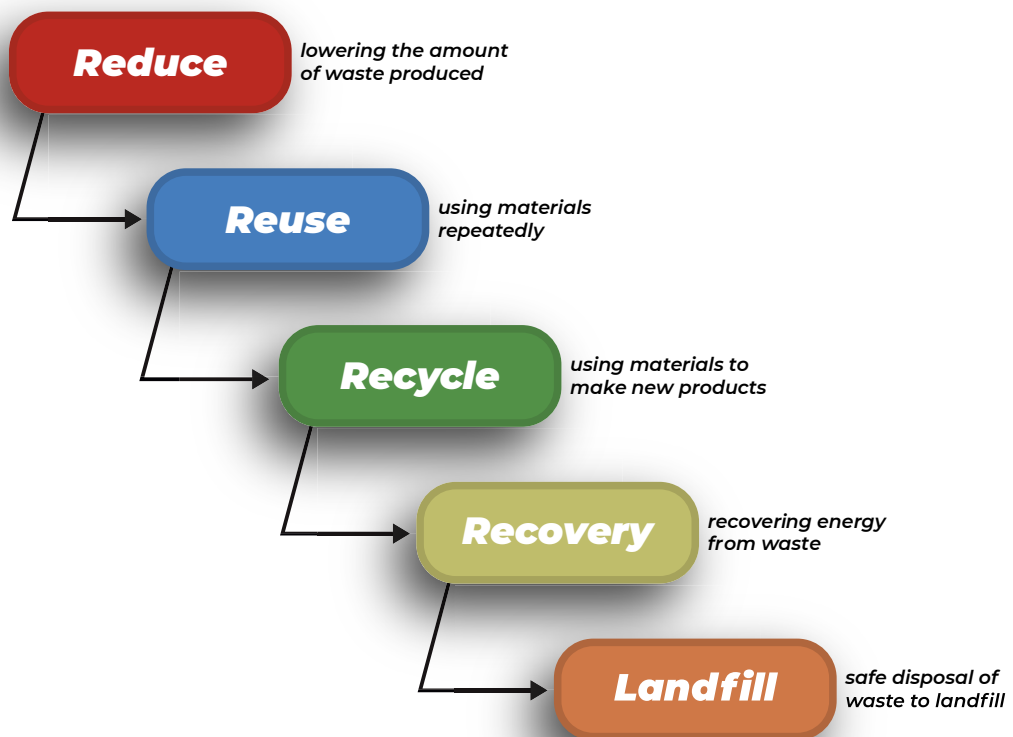 Reduce
lowering the amount
of waste produced
Reuse
using materials
repeatedly
Recycle
using materials to
make new products
Recovery
recovering energy
from waste
Landfill
safe disposal of
waste to landfill